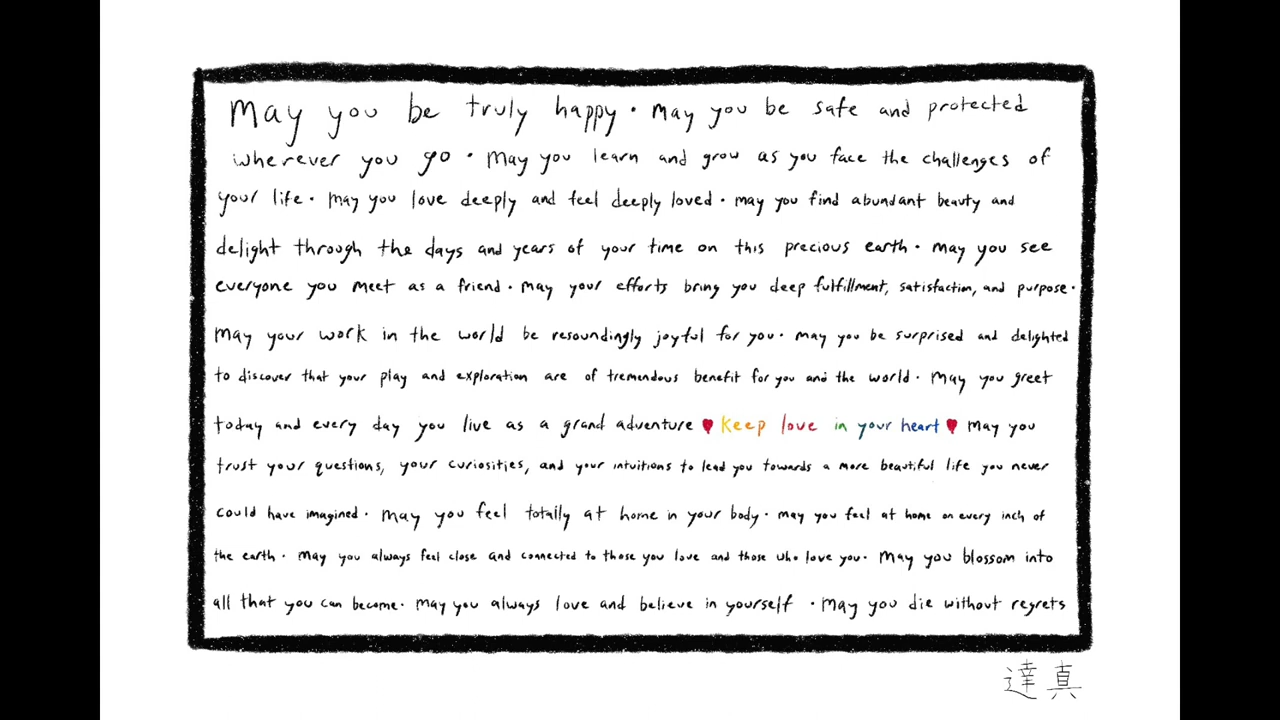 May you be truly happy · may you be safe and protected
wherever you go · May you learn and grow as you face the challenges of
your life · may you love deeply and feel deeply loved · may you find abundant beauty and
delight through the days and years of your time on this precious earth · may you see
everyone you meet as a friend · may your efforts bring you deep fulfillment, satisfaction, and purpose ·
may your work in the world be resoundingly joyful for you · may you be surprised and delighted
to discover that your play and exploration are of tremendous benefit for you and the world · may you greet
today and every day you live as a grand adventure ♥ Keep love in your heart ♥ may you
trust your questions, your curiosities, and your intuitions to lead you towards a more beautiful life you never
could have imagined · may you feel totally at home in your body · may you feel at home on every inch of
the earth · may you always feel close and connected to those you love and those who love you · may you blossom into
all that you can become · may you always love and believe in yourself · may you die without regrets
達真